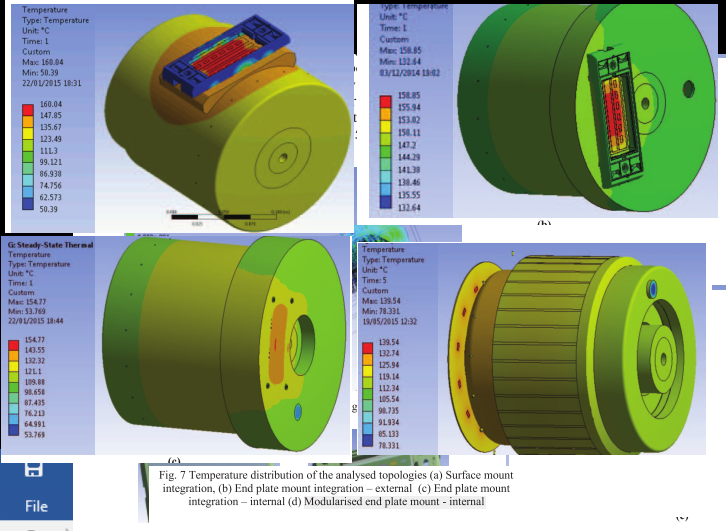 Type: Temperature
Type: Temperature
Unit: °C
Time: 1
Custom
Max: 160.04
Min: 50.39
22/01/2015 18:31
160.04
147.85
135.67
123.49
111.3
99.121
86.938
74.756
62.573
50.39
Type: Temperature
Unit: °C
Time: 1
Custom
Max: 158.85
Min: 132.64
03/12/2014 18:02
158.85
155.94
153.02
150.11
147.2
144.29
141.38
138.46
135.55
132.64
G: Steady-State Thermal
Temperature
Type: Temperature
Unit: °C
Time: 1
Custom
Max: 154.77
Min: 53.769
22/01/2015 18:44
154.77
143.55
132.32
121.1
109.88
98.658
87.435
76.213
64.991
53.769
(c)
Temperature
Type: Temperature
Unit: °C
Time: 5
Custom
Max: 139.54
Min: 78.331
19/05/2015 12:32
139.54
132.74
125.94
119.14
112.34
105.54
98.735
91.934
85.133
78.331
Fig. 7 Temperature distribution of the analysed topologies (a) Surface mount
integration, (b) End plate mount integration – external (c) End plate mount
integration – internal (d) Modularised end plate mount - internal
File